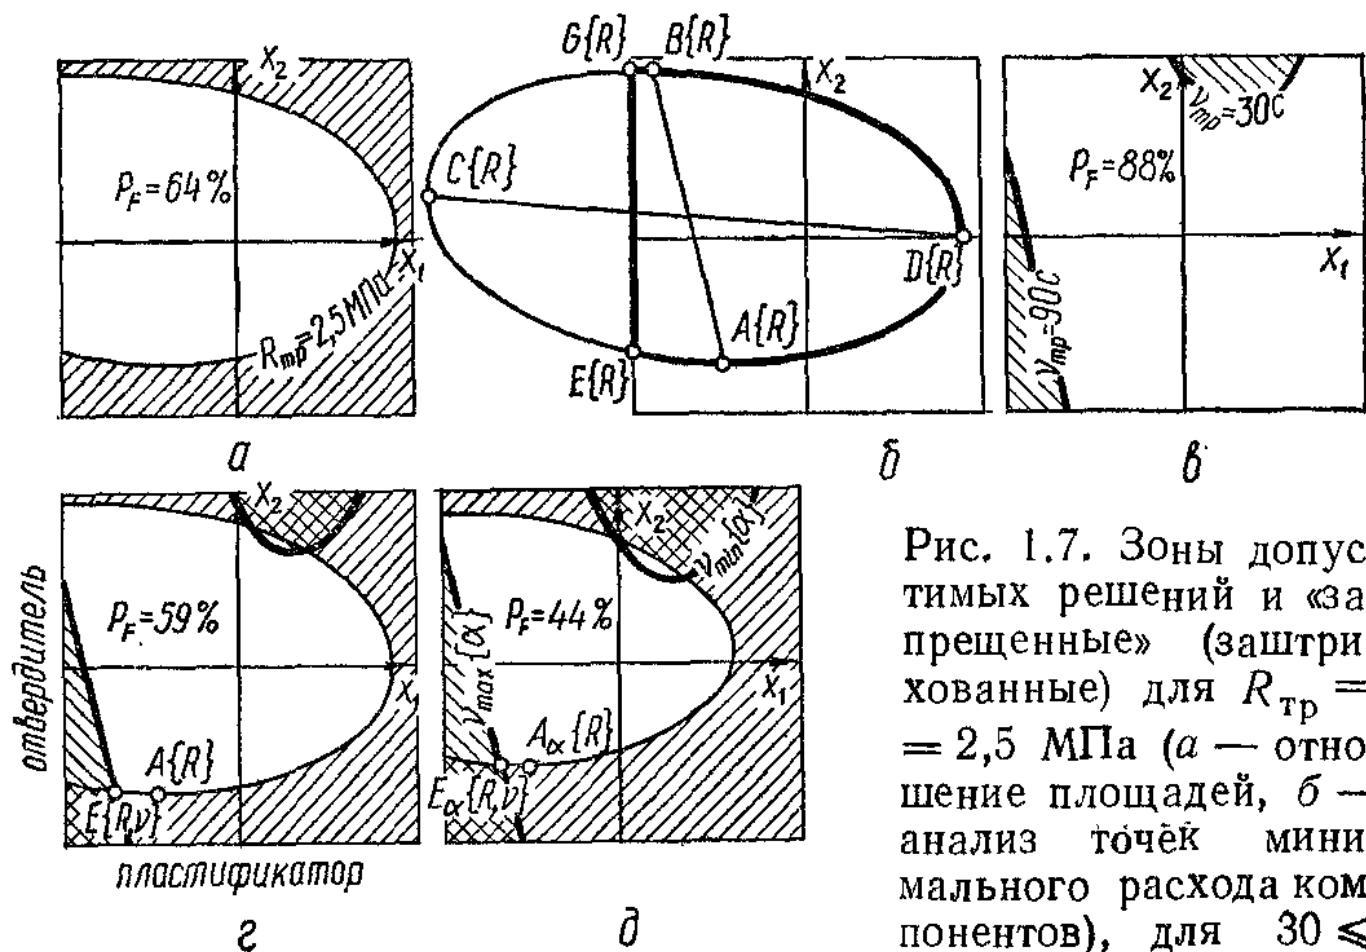 G{R} B{R}
X₂
P_F=64%
X₁
R_тр=2,5 МПа
а
X₂
C{R}
D{R}
A{R}
E{R}
б
X₂
ν_тр=30С
P_F=88%
X₁
ν_тр=90С
в
отвердитель
X₂
P_F=59%
X₁
A{R}
E{R,ν}
пластификатор
г
X₂
ν_min{α}
P_F=44%
ν_max{α}
X₁
A_α{R}
E_α{R,ν}
д
Рис. 1.7. Зоны допус
тимых решений и «за
прещенные» (заштри
хованные) для R_тр =
= 2,5 МПа (а — отно
шение площадей, б —
анализ точек мини
мального расхода ком
понентов), для 30 ≤